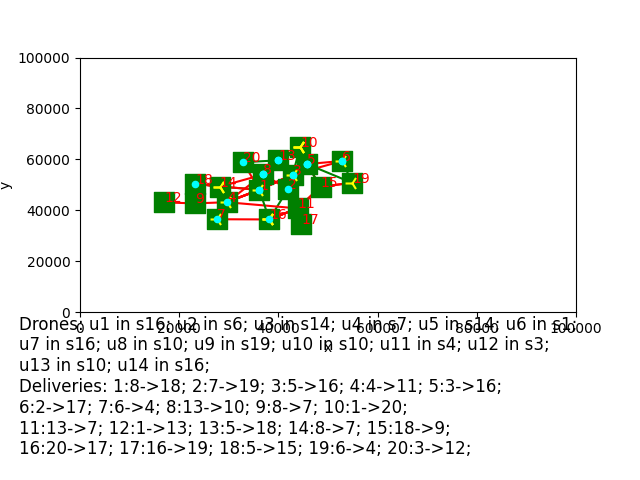 100000
80000
60000
40000
20000
0
y
0 20000 40000 60000 80000 100000
x
17
Drones: u1 in s16; u2 in s6; u3 in s14; u4 in s7; u5 in s14; u6 in s1;
u7 in s16; u8 in s10; u9 in s19; u10 in s10; u11 in s4; u12 in s3;
u13 in s10; u14 in s16;
Deliveries: 1:8->18; 2:7->19; 3:5->16; 4:4->11; 5:3->16;
6:2->17; 7:6->4; 8:13->10; 9:8->7; 10:1->20;
11:13->7; 12:1->13; 13:5->18; 14:8->7; 15:18->9;
16:20->17; 17:16->19; 18:5->15; 19:6->4; 20:3->12;